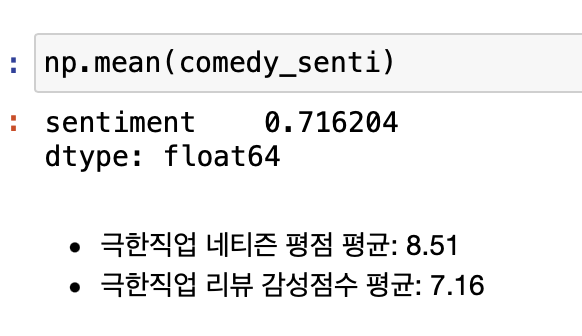 : np.mean(comedy_senti)
: sentiment    0.716204
dtype: float64
• 극한직업 네티즌 평점 평균: 8.51
• 극한직업 리뷰 감성점수 평균: 7.16